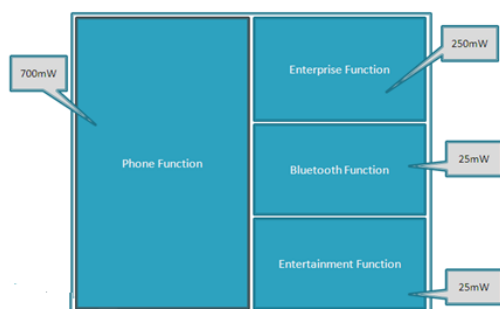 Enterprise Function
250mW
700mW
Phone Function
Bluetooth Function
25mW
Entertainment Function
25mW